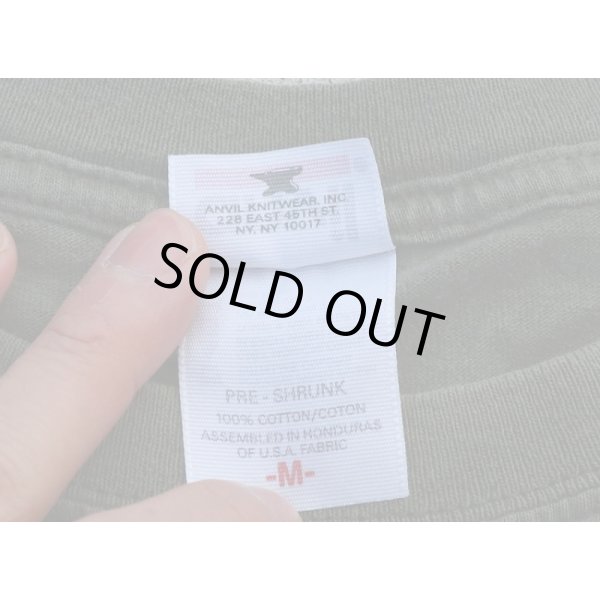 ANVIL KNITWEAR, INC.
228 EAST 45TH ST.
NY, NY 10017
SOLD OUT
PRE - SHRUNK
100% COTTON/COTON
ASSEMBLED IN HONDURAS
OF U.S.A. FABRIC
-M-